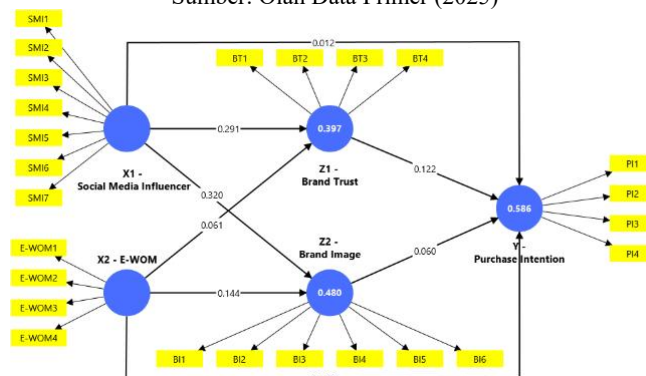 Sumber: Olah Data Primer (2025)
SMI1
SMI2
SMI3
SMI4
SMI5
SMI6
SMI7
0.012
BT1
BT2
BT3
BT4
0.291
0.397
X1 -
Social Media Influencer
Z1 -
Brand Trust
0.122
0.320
0.061
PI1
PI2
PI3
PI4
0.586
Y -
Purchase Intention
X2 - E-WOM
Z2 -
Brand Image
0.060
E-WOM1
E-WOM2
E-WOM3
E-WOM4
0.144
0.480
BI1
BI2
BI3
BI4
BI5
BI6